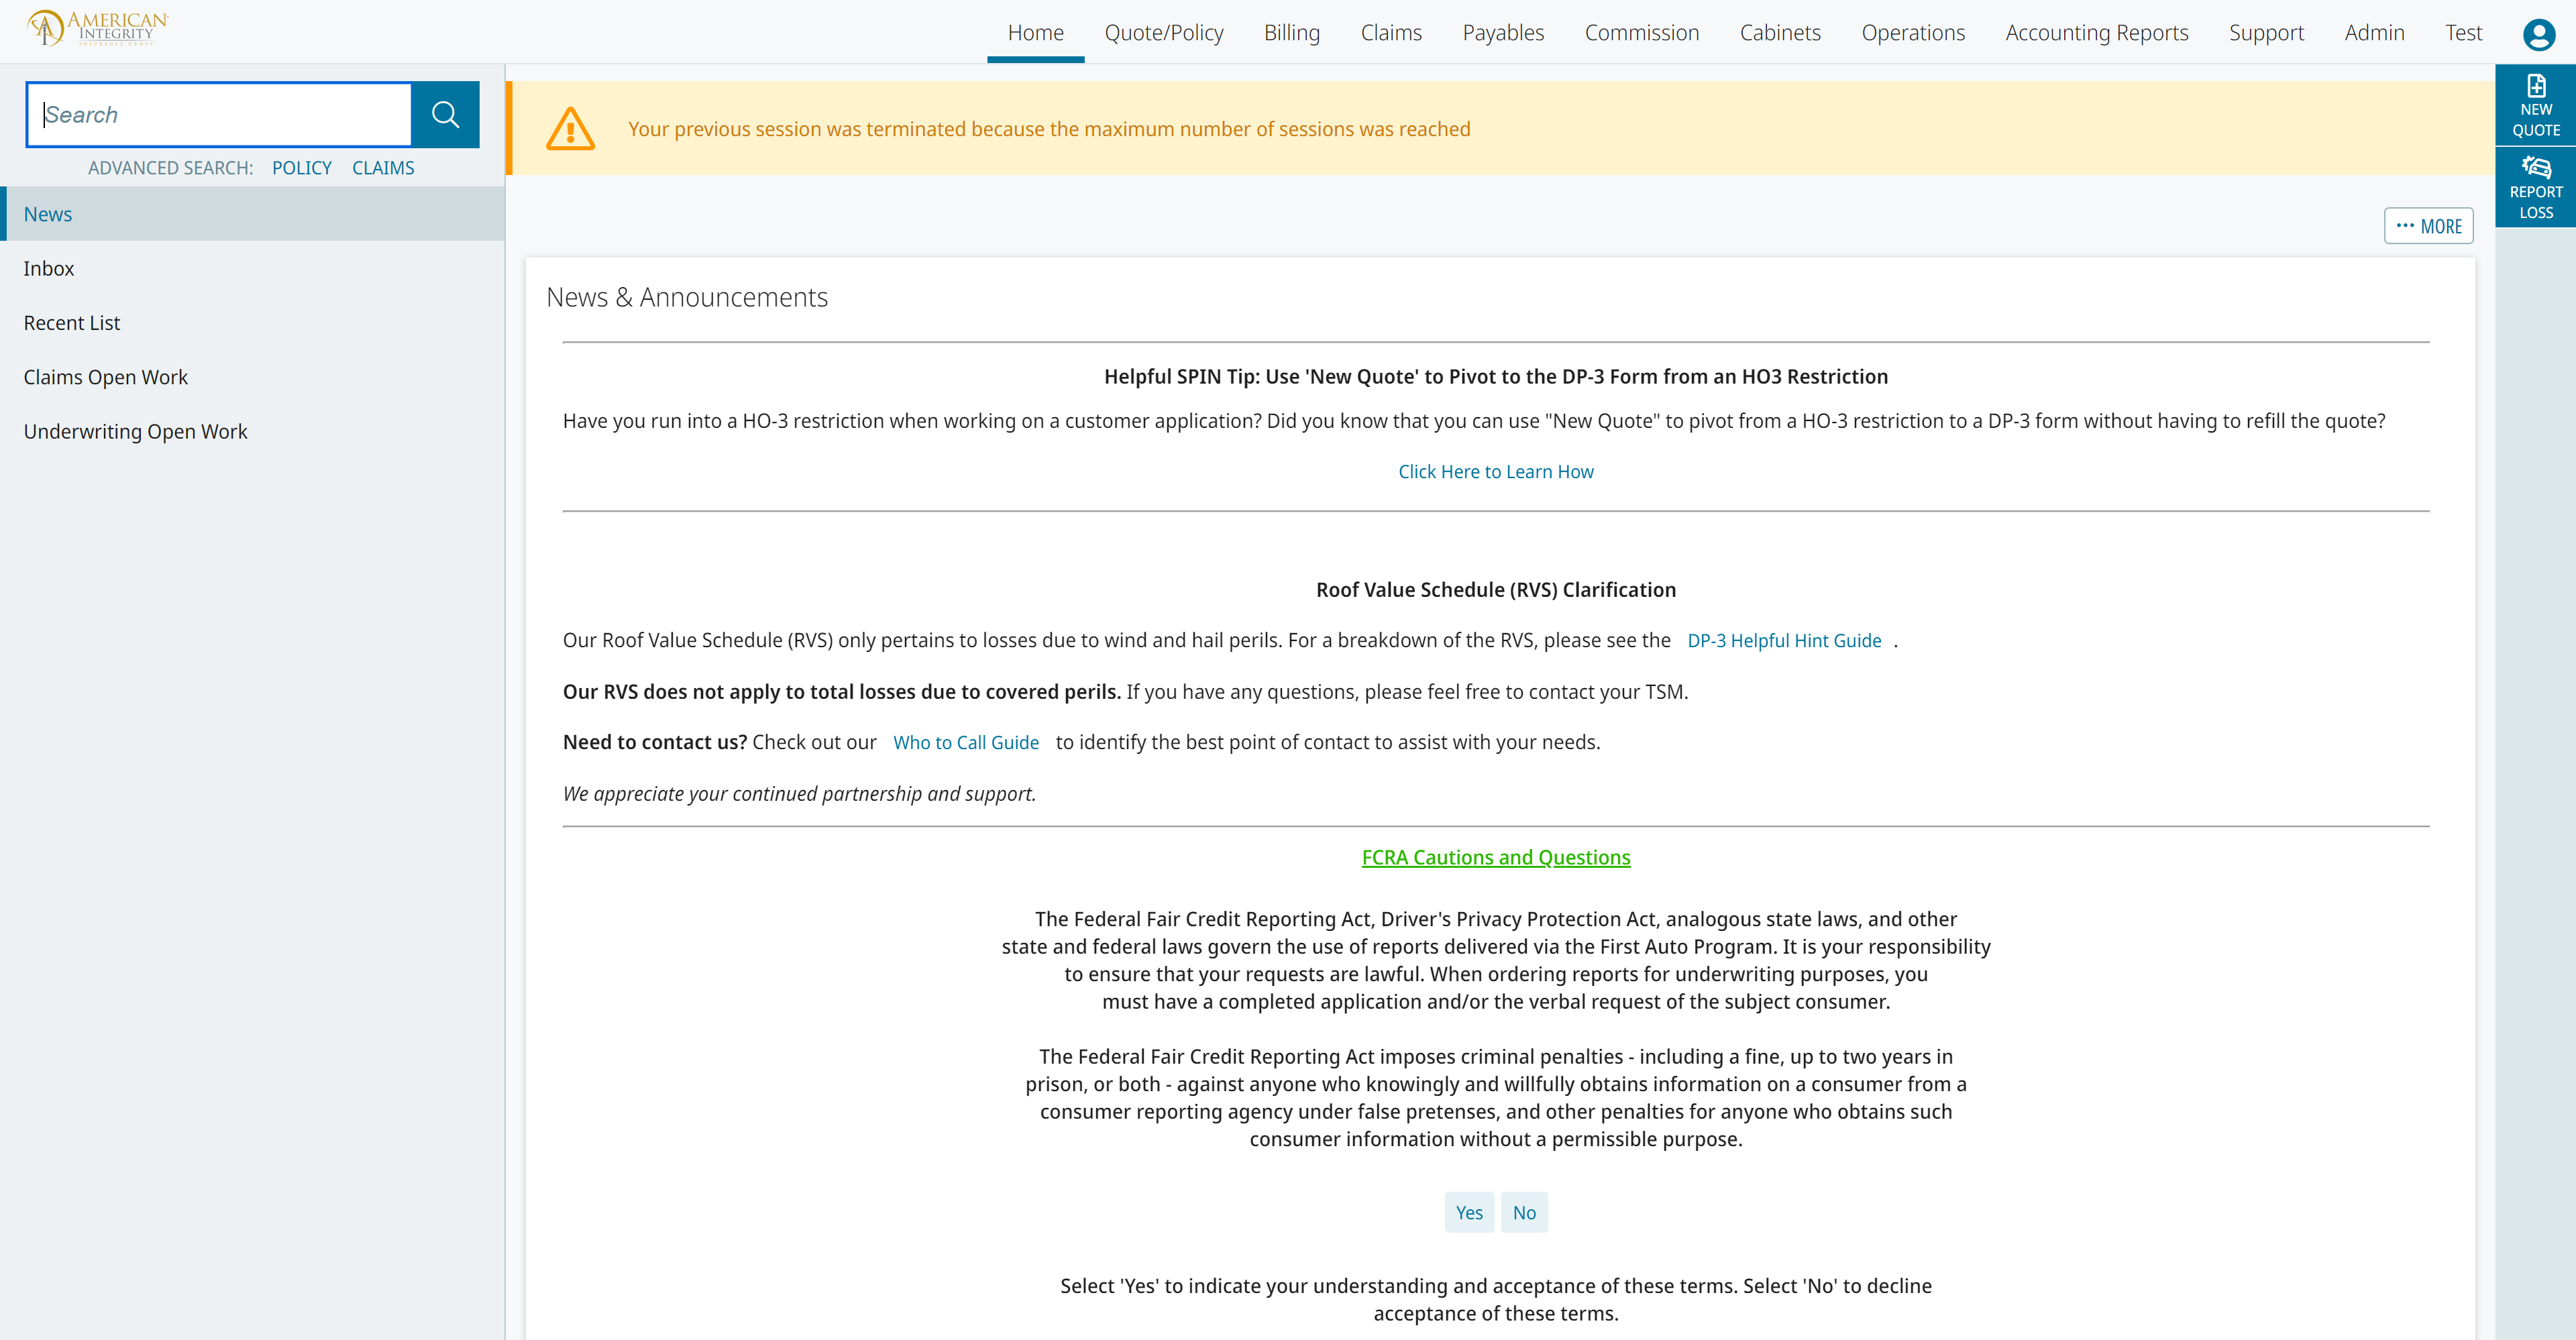 AMERICAN
INTEGRITY
INSURANCE GROUP
Home Quote/Policy Billing Claims Payables Commission Cabinets Operations Accounting Reports Support Admin Test
Search
ADVANCED SEARCH: POLICY CLAIMS
News
Inbox
Recent List
Claims Open Work
Underwriting Open Work
Your previous session was terminated because the maximum number of sessions was reached
NEW
QUOTE
REPORT
LOSS
MORE
News & Announcements
Helpful SPIN Tip: Use 'New Quote' to Pivot to the DP-3 Form from an HO3 Restriction
Have you run into a HO-3 restriction when working on a customer application? Did you know that you can use "New Quote" to pivot from a HO-3 restriction to a DP-3 form without having to refill the quote?
Click Here to Learn How
Roof Value Schedule (RVS) Clarification
Our Roof Value Schedule (RVS) only pertains to losses due to wind and hail perils. For a breakdown of the RVS, please see the DP-3 Helpful Hint Guide .
Our RVS does not apply to total losses due to covered perils. If you have any questions, please feel free to contact your TSM.
Need to contact us? Check out our Who to Call Guide to identify the best point of contact to assist with your needs.
We appreciate your continued partnership and support.
FCRA Cautions and Questions
The Federal Fair Credit Reporting Act, Driver's Privacy Protection Act, analogous state laws, and other
state and federal laws govern the use of reports delivered via the First Auto Program. It is your responsibility
to ensure that your requests are lawful. When ordering reports for underwriting purposes, you
must have a completed application and/or the verbal request of the subject consumer.
The Federal Fair Credit Reporting Act imposes criminal penalties - including a fine, up to two years in
prison, or both - against anyone who knowingly and willfully obtains information on a consumer from a
consumer reporting agency under false pretenses, and other penalties for anyone who obtains such
consumer information without a permissible purpose.
Yes No
Select 'Yes' to indicate your understanding and acceptance of these terms. Select 'No' to decline
acceptance of these terms.